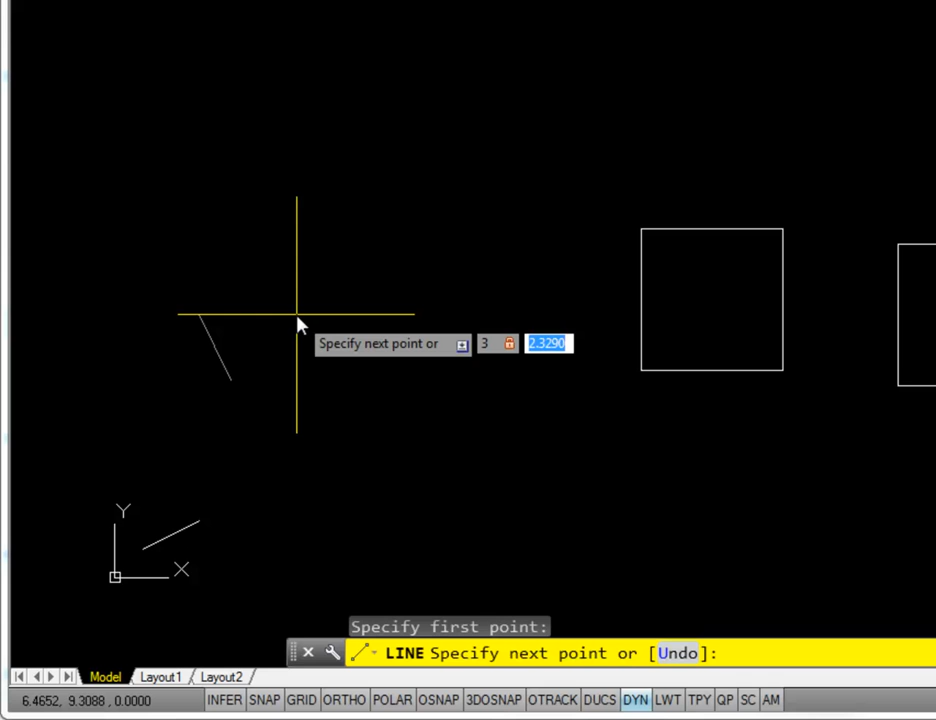 Specify next point or 3 2.3290
Y
X
Specify first point:
LINE Specify next point or [Undo]:
Model Layout1 Layout2
6.4652, 9.3088 , 0.0000 INFER SNAP GRID ORTHO POLAR OSNAP 3DOSNAP OTRACK DUCS DYN LWT TPY QP SC AM